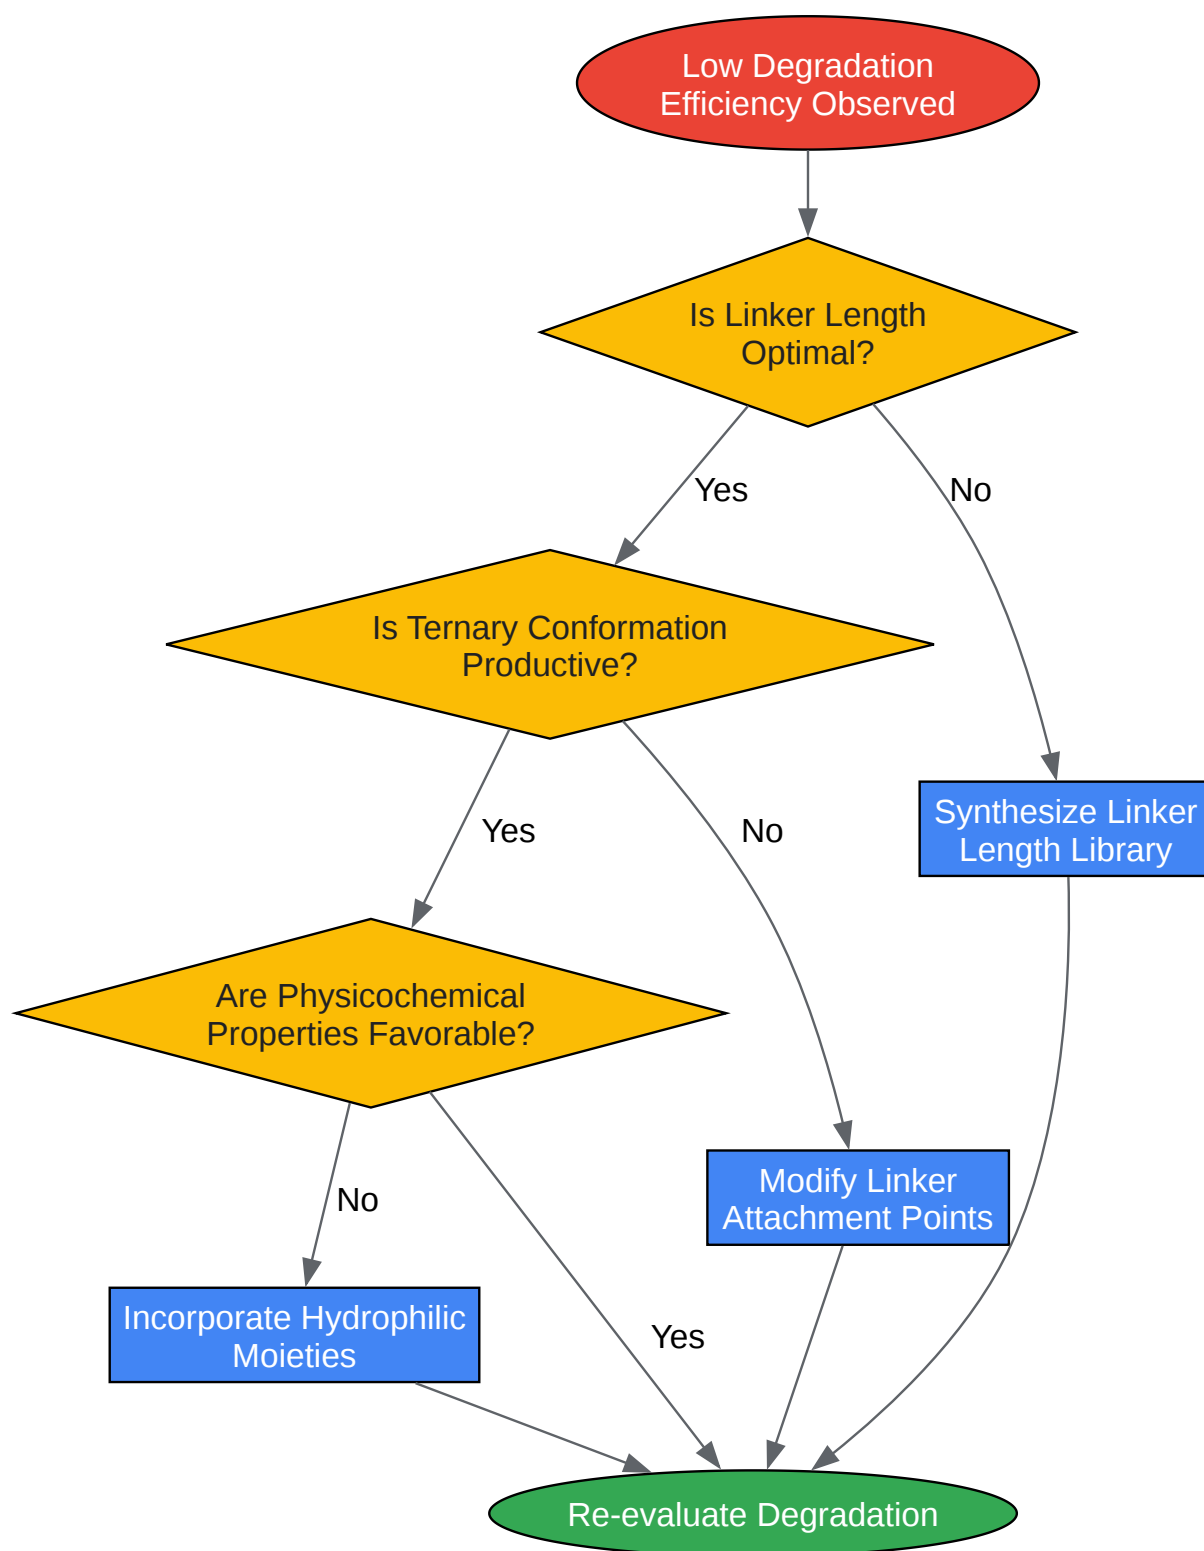 Low Degradation
Efficiency Observed
Is Linker Length
Optimal?
Yes
No
Is Ternary Conformation
Productive?
Yes
No
Synthesize Linker
Length Library
Are Physicochemical
Properties Favorable?
No
Yes
Modify Linker
Attachment Points
Incorporate Hydrophilic
Moieties
Re-evaluate Degradation